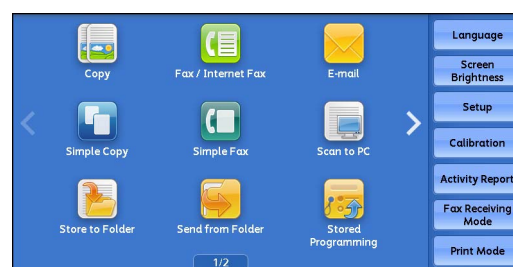 Copy
Fax / Internet Fax
E-mail
Simple Copy
Simple Fax
Scan to PC
Store to Folder
Send from Folder
Stored
Programming
1/2
Language
Screen
Brightness
Setup
Calibration
Activity Report
Fax Receiving
Mode
Print Mode